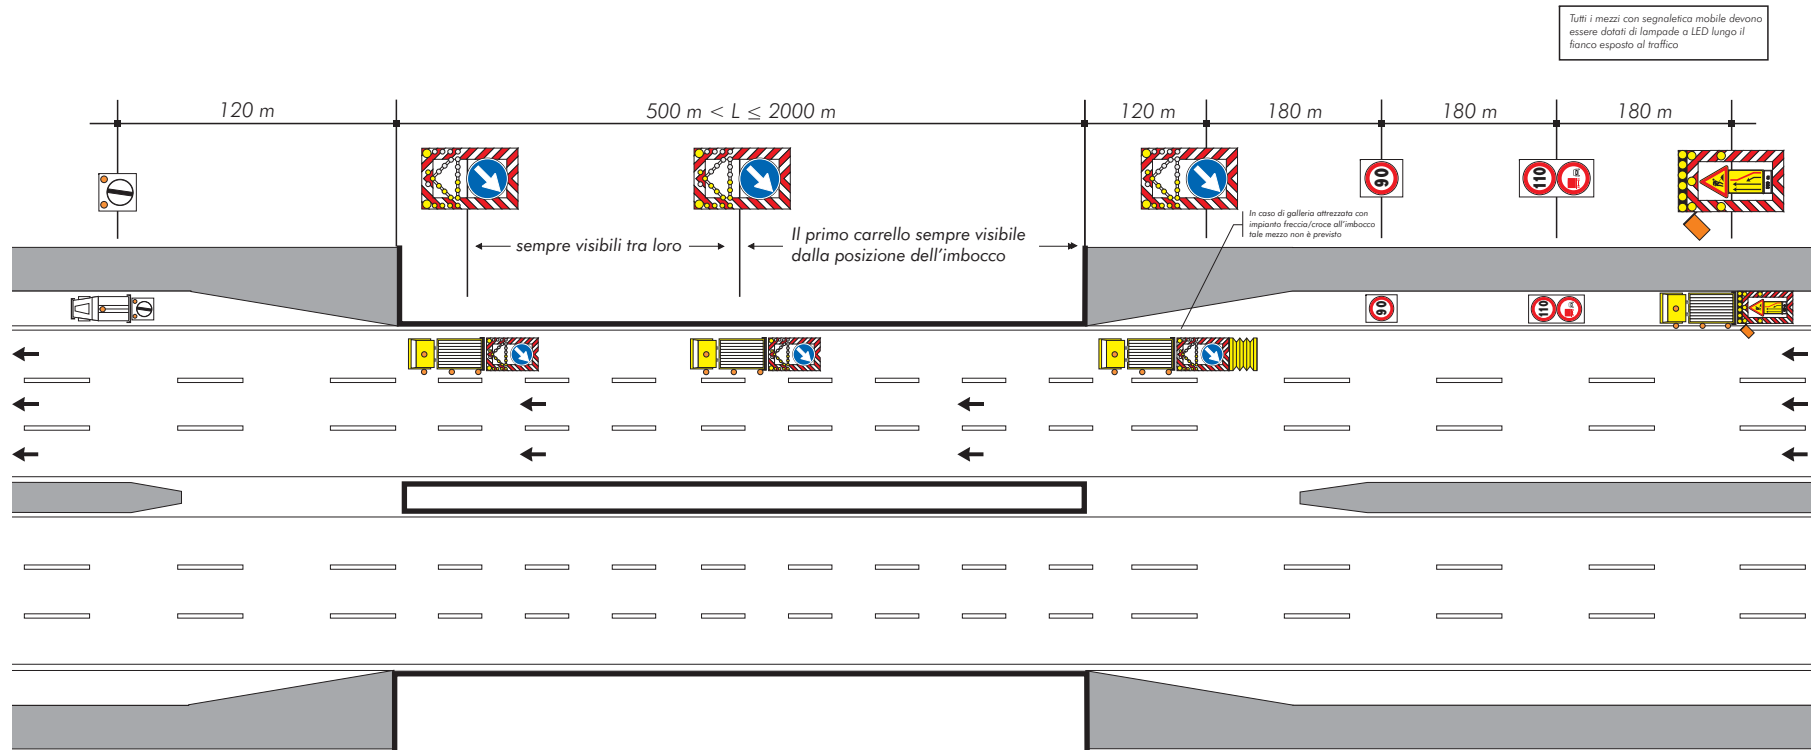 Tutti i mezzi con segnaletica mobile devono
essere dotati di lampade a LED lungo il
fianco esposto al traffico
120 m
500 m < L ≤ 2000 m
120 m
180 m
180 m
180 m
90
110
sempre visibili tra loro
Il primo carrello sempre visibile
dalla posizione dell'imbocco
In caso di galleria attrezzata con
impianto freccia/croce all'imbocco
tale mezzo non è previsto
90
110